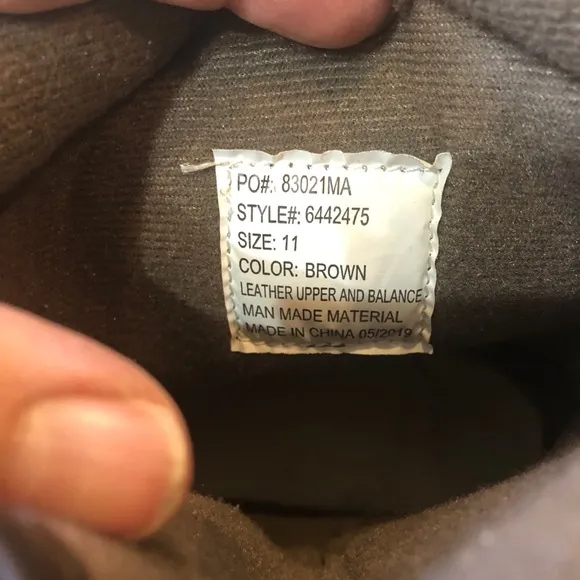 PO#: 83021MA
STYLE#: 6442475
SIZE: 11
COLOR: BROWN
LEATHER UPPER AND BALANCE
MAN MADE MATERIAL
MADE IN CHINA 05/2019